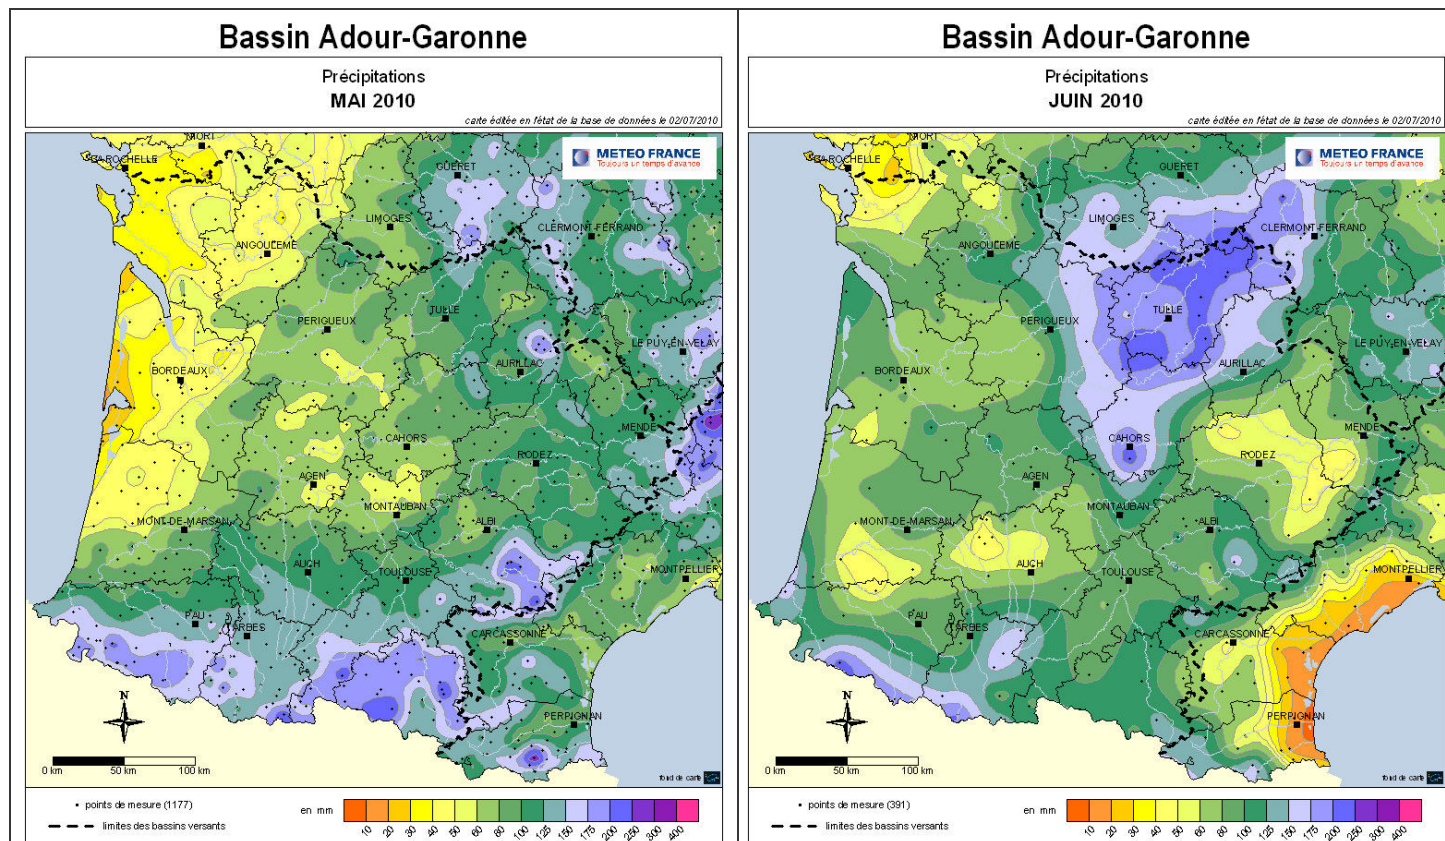 Bassin Adour-Garonne
Précipitations
MAI 2010
carte éditée en l'état de la base de données le 02/07/2010
METEO FRANCE
Toujours un temps d'avance
NIORT
LA ROCHELLE
GUERET
LIMOGES
CLERMONT-FERRAND
ANGOULEME
TULLE
PERIGUEUX
LE PUY-EN-VELAY
AURILLAC
BORDEAUX
MENDE
CAHORS
RODEZ
AGEN
MONTAUBAN
MONT-DE-MARSAN
ALBI
AUCH
TOULOUSE
MONTPELLIER
PAU
TARBES
CARCASSONNE
N
PERPIGNAN
0 km 50 km 100 km
fond de carte
points de mesure (1177)
limites des bassins versants
en mm
10 20 30 40 50 60 80 100 125 150 175 200 250 300 400
Bassin Adour-Garonne
Précipitations
JUIN 2010
carte éditée en l'état de la base de données le 02/07/2010
METEO FRANCE
Toujours un temps d'avance
NIORT
LA ROCHELLE
GUERET
LIMOGES
CLERMONT-FERRAND
ANGOULEME
TULLE
PERIGUEUX
LE PUY-EN-VELAY
AURILLAC
BORDEAUX
MENDE
CAHORS
RODEZ
AGEN
MONTAUBAN
MONT-DE-MARSAN
ALBI
AUCH
TOULOUSE
MONTPELLIER
PAU
TARBES
CARCASSONNE
N
PERPIGNAN
0 km 50 km 100 km
fond de carte
points de mesure (391)
limites des bassins versants
en mm
10 20 30 40 50 60 80 100 125 150 175 200 250 300 400